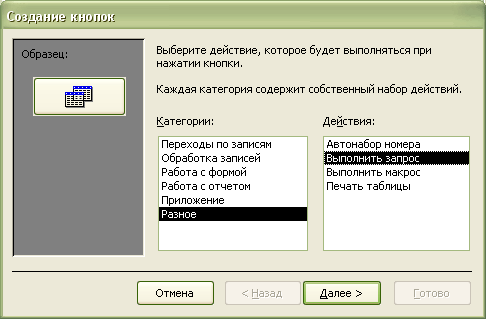 Создание кнопок
Образец:
Выберите действие, которое будет выполняться при
нажатии кнопки.
Каждая категория содержит собственный набор действий.
Категории:
Переходы по записям
Обработка записей
Работа с формой
Работа с отчетом
Приложение
Разное
Действия:
Автонабор номера
Выполнить запрос
Выполнить макрос
Печать таблицы
Отмена
< Назад
Далее >
Готово